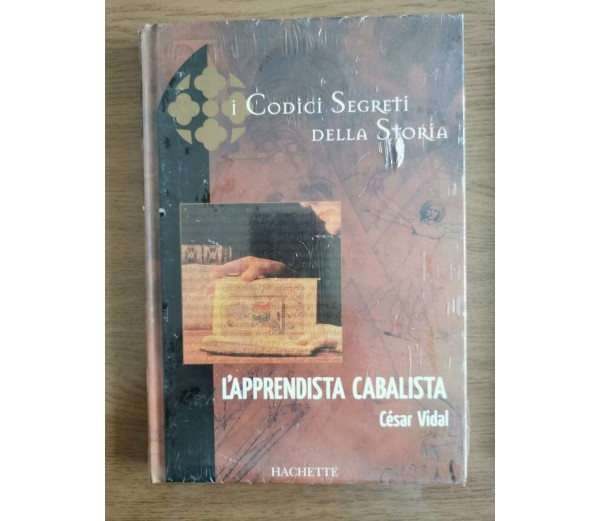 i Codici Segreti
della Storia
L'APPRENDISTA CABALISTA
César Vidal
HACHETTE